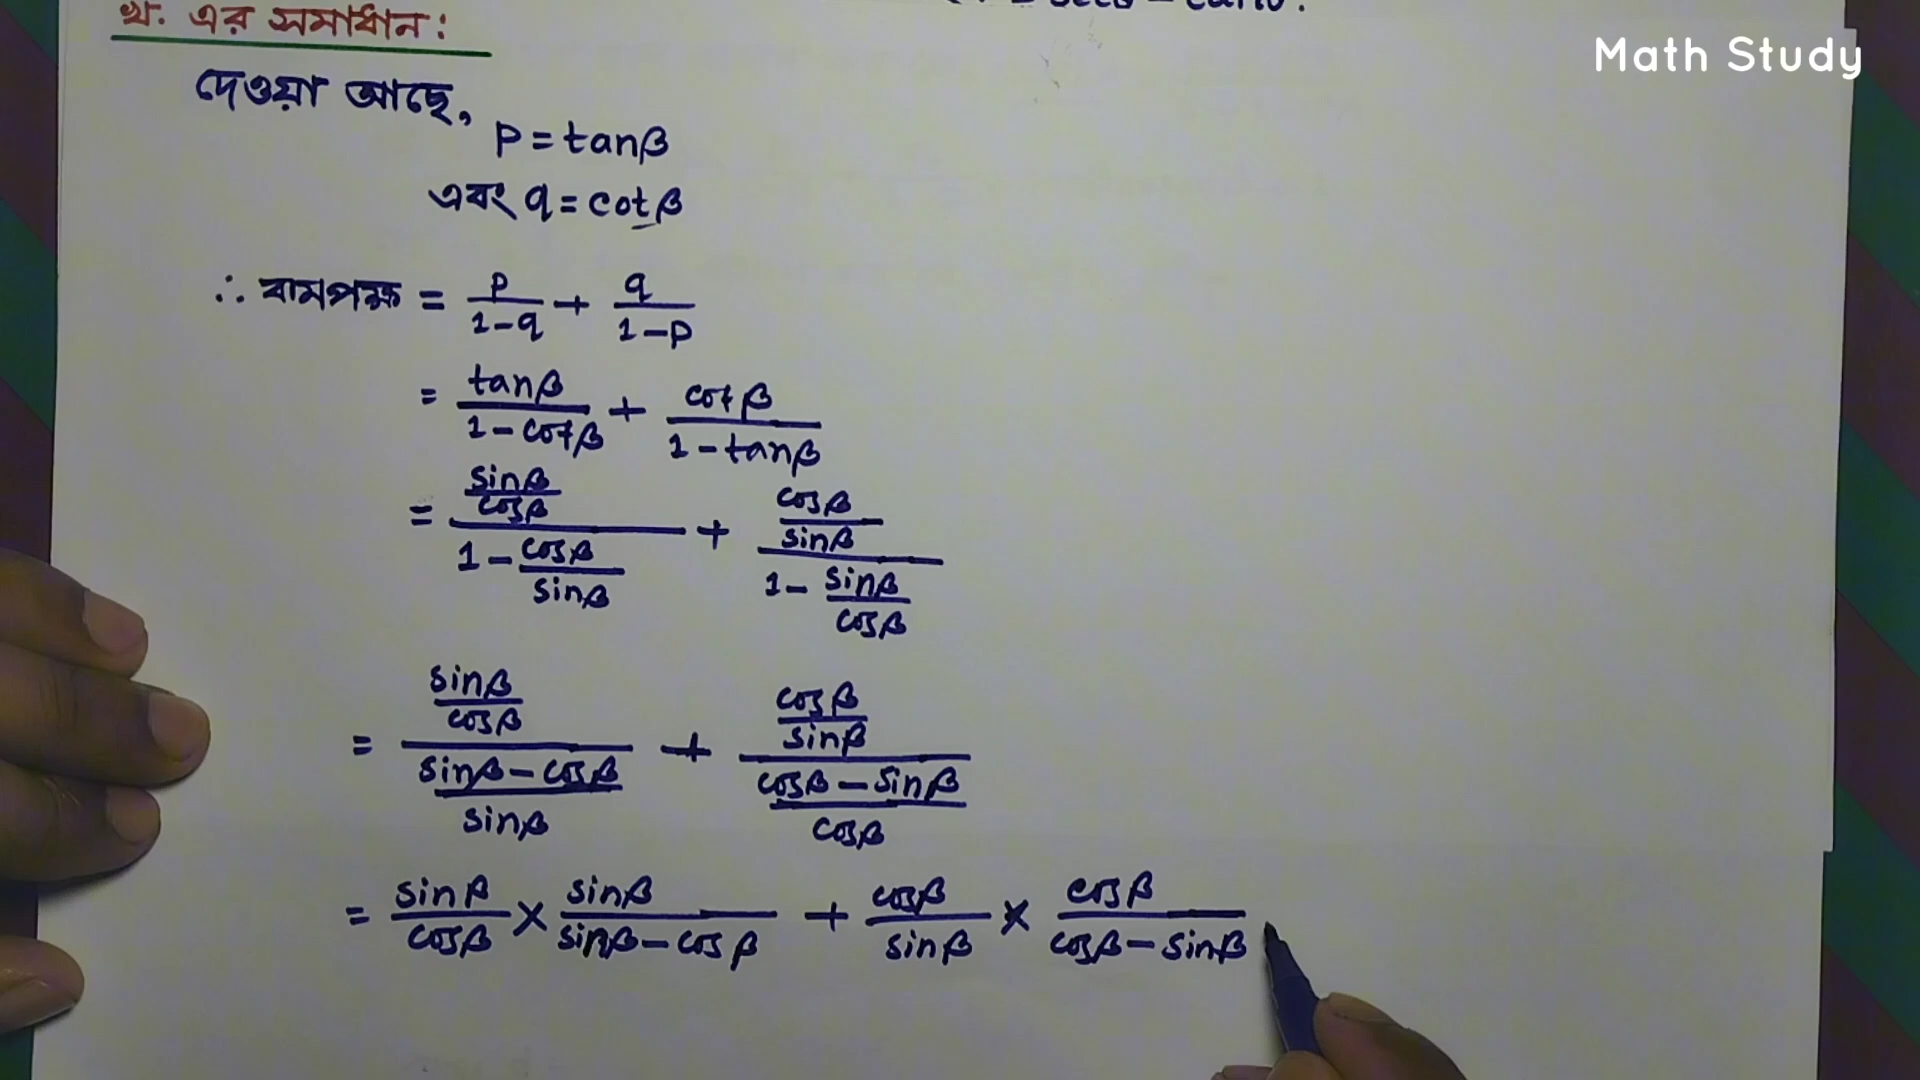 খ. এর সমাধান:
Math Study
দেওয়া আছে,
P = tanβ
এবং q = cotβ
∴ বামপক্ষ = p/(1-q) + q/(1-p)
= tanβ/(1-cotβ) + cotβ/(1-tanβ)
= (sinβ/cosβ)/(1-cosβ/sinβ) + (cosβ/sinβ)/(1-sinβ/cosβ)
= (sinβ/cosβ)/((sinβ-cosβ)/sinβ) + (cosβ/sinβ)/((cosβ-sinβ)/cosβ)
= sinβ/cosβ × sinβ/(sinβ-cosβ) + cosβ/sinβ × cosβ/(cosβ-sinβ)